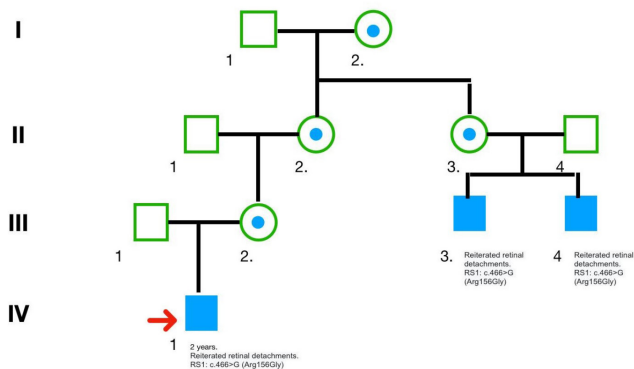 I
1 2.
II
1 2. 3. 4
III
1 2. 3. 4
Reiterated retinal
detachments.
RS1: c.466>G
(Arg156Gly)
Reiterated retinal
detachments.
RS1: c.466>G
(Arg156Gly)
IV
1
2 years.
Reiterated retinal detachments.
RS1: c.466>G (Arg156Gly)